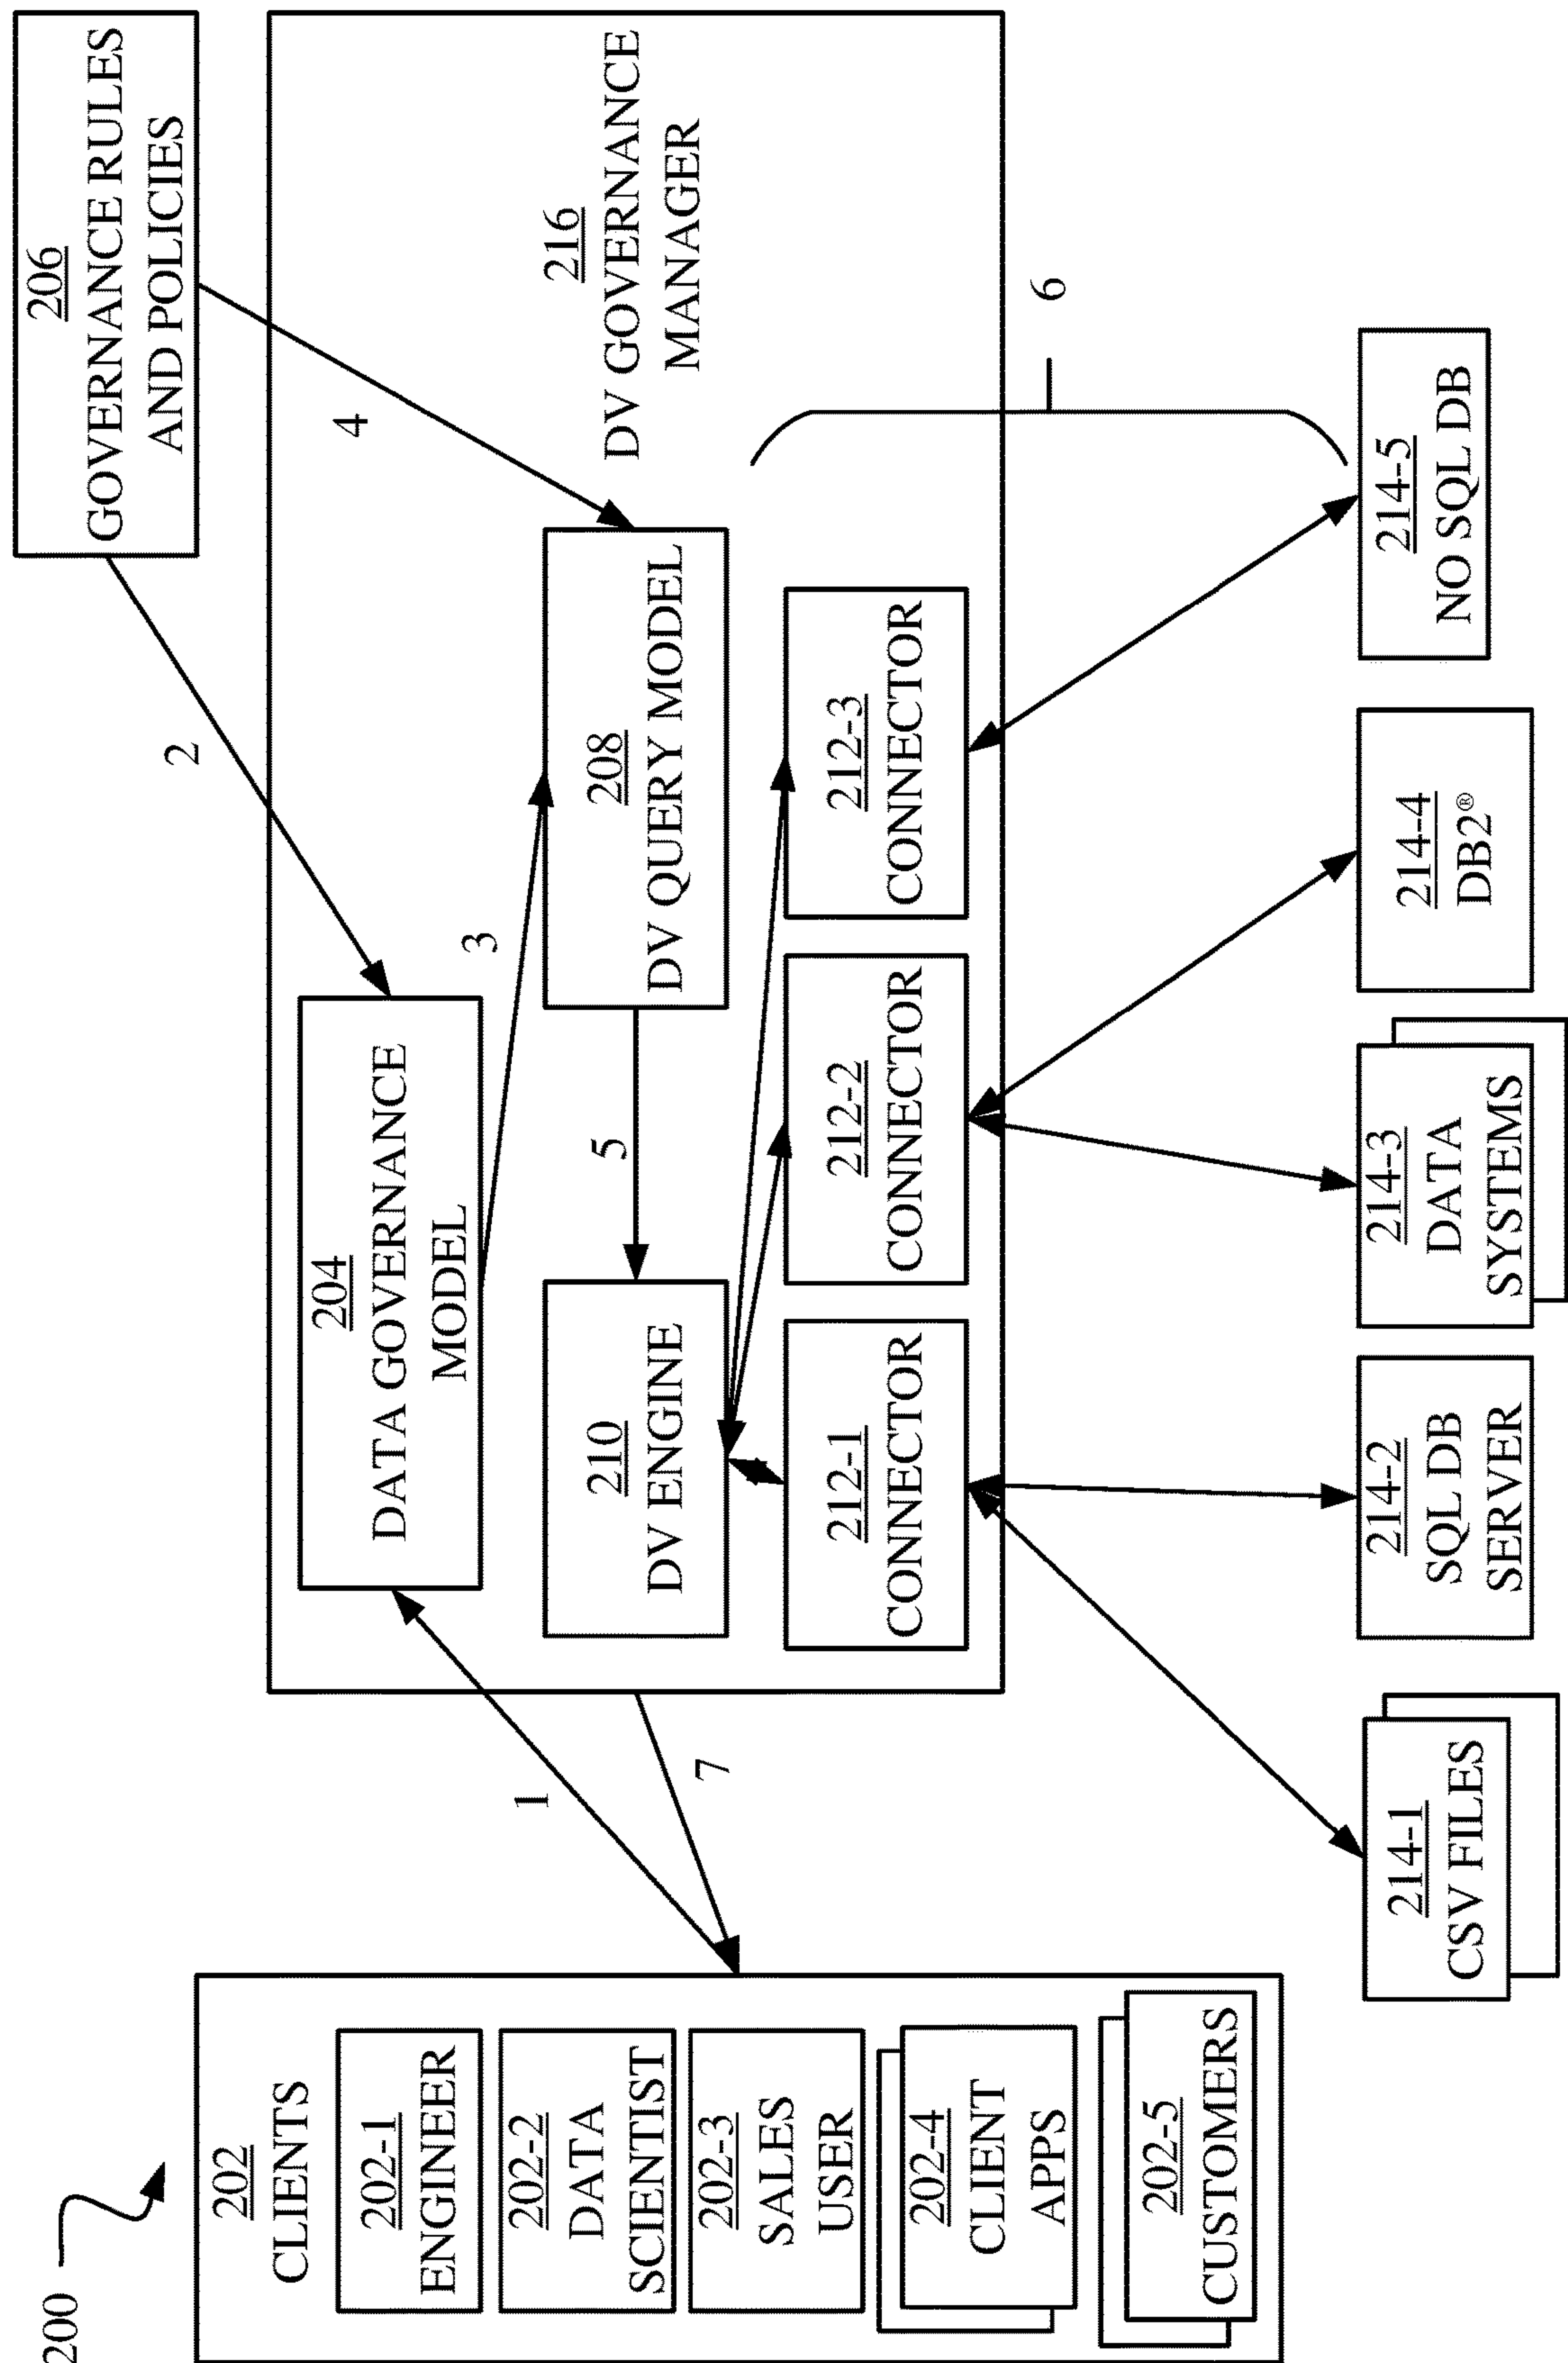 200
202
CLIENTS
202-1
ENGINEER
202-2
DATA
SCIENTIST
202-3
SALES
USER
202-4
CLIENT
APPS
202-5
CUSTOMERS
1
7
206
GOVERNANCE RULES
AND POLICIES
2
4
204
DATA GOVERNANCE
MODEL
3
216
DV GOVERNANCE
MANAGER
210
DV ENGINE
5
208
DV QUERY MODEL
212-1
CONNECTOR
212-2
CONNECTOR
212-3
CONNECTOR
6
214-1
CSV FILES
214-2
SQL DB
SERVER
214-3
DATA
SYSTEMS
214-4
DB2®
214-5
NO SQL DB